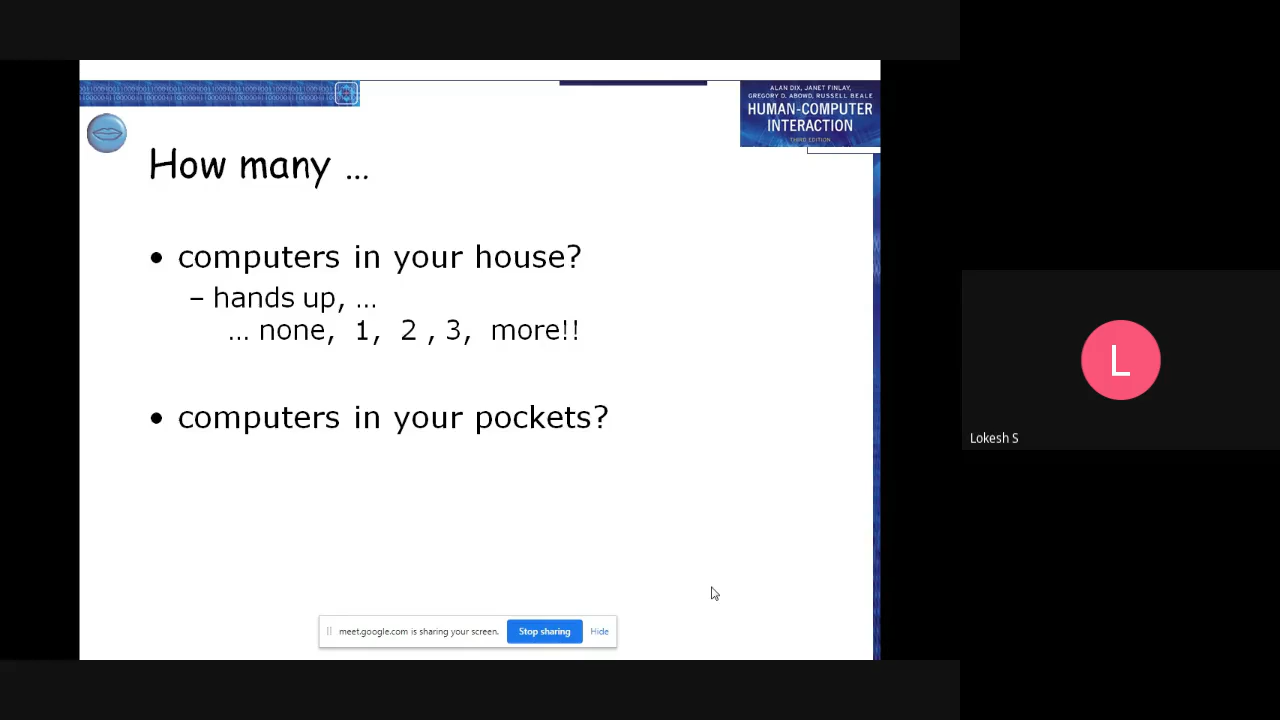 ALAN DIX, JANET FINLAY,
GREGORY D. ABOWD, RUSSELL BEALE
HUMAN-COMPUTER
INTERACTION
THIRD EDITION
How many ...
• computers in your house?
– hands up, ...
... none, 1, 2 , 3, more!!
• computers in your pockets?
L
Lokesh S
meet.google.com is sharing your screen.
Stop sharing
Hide